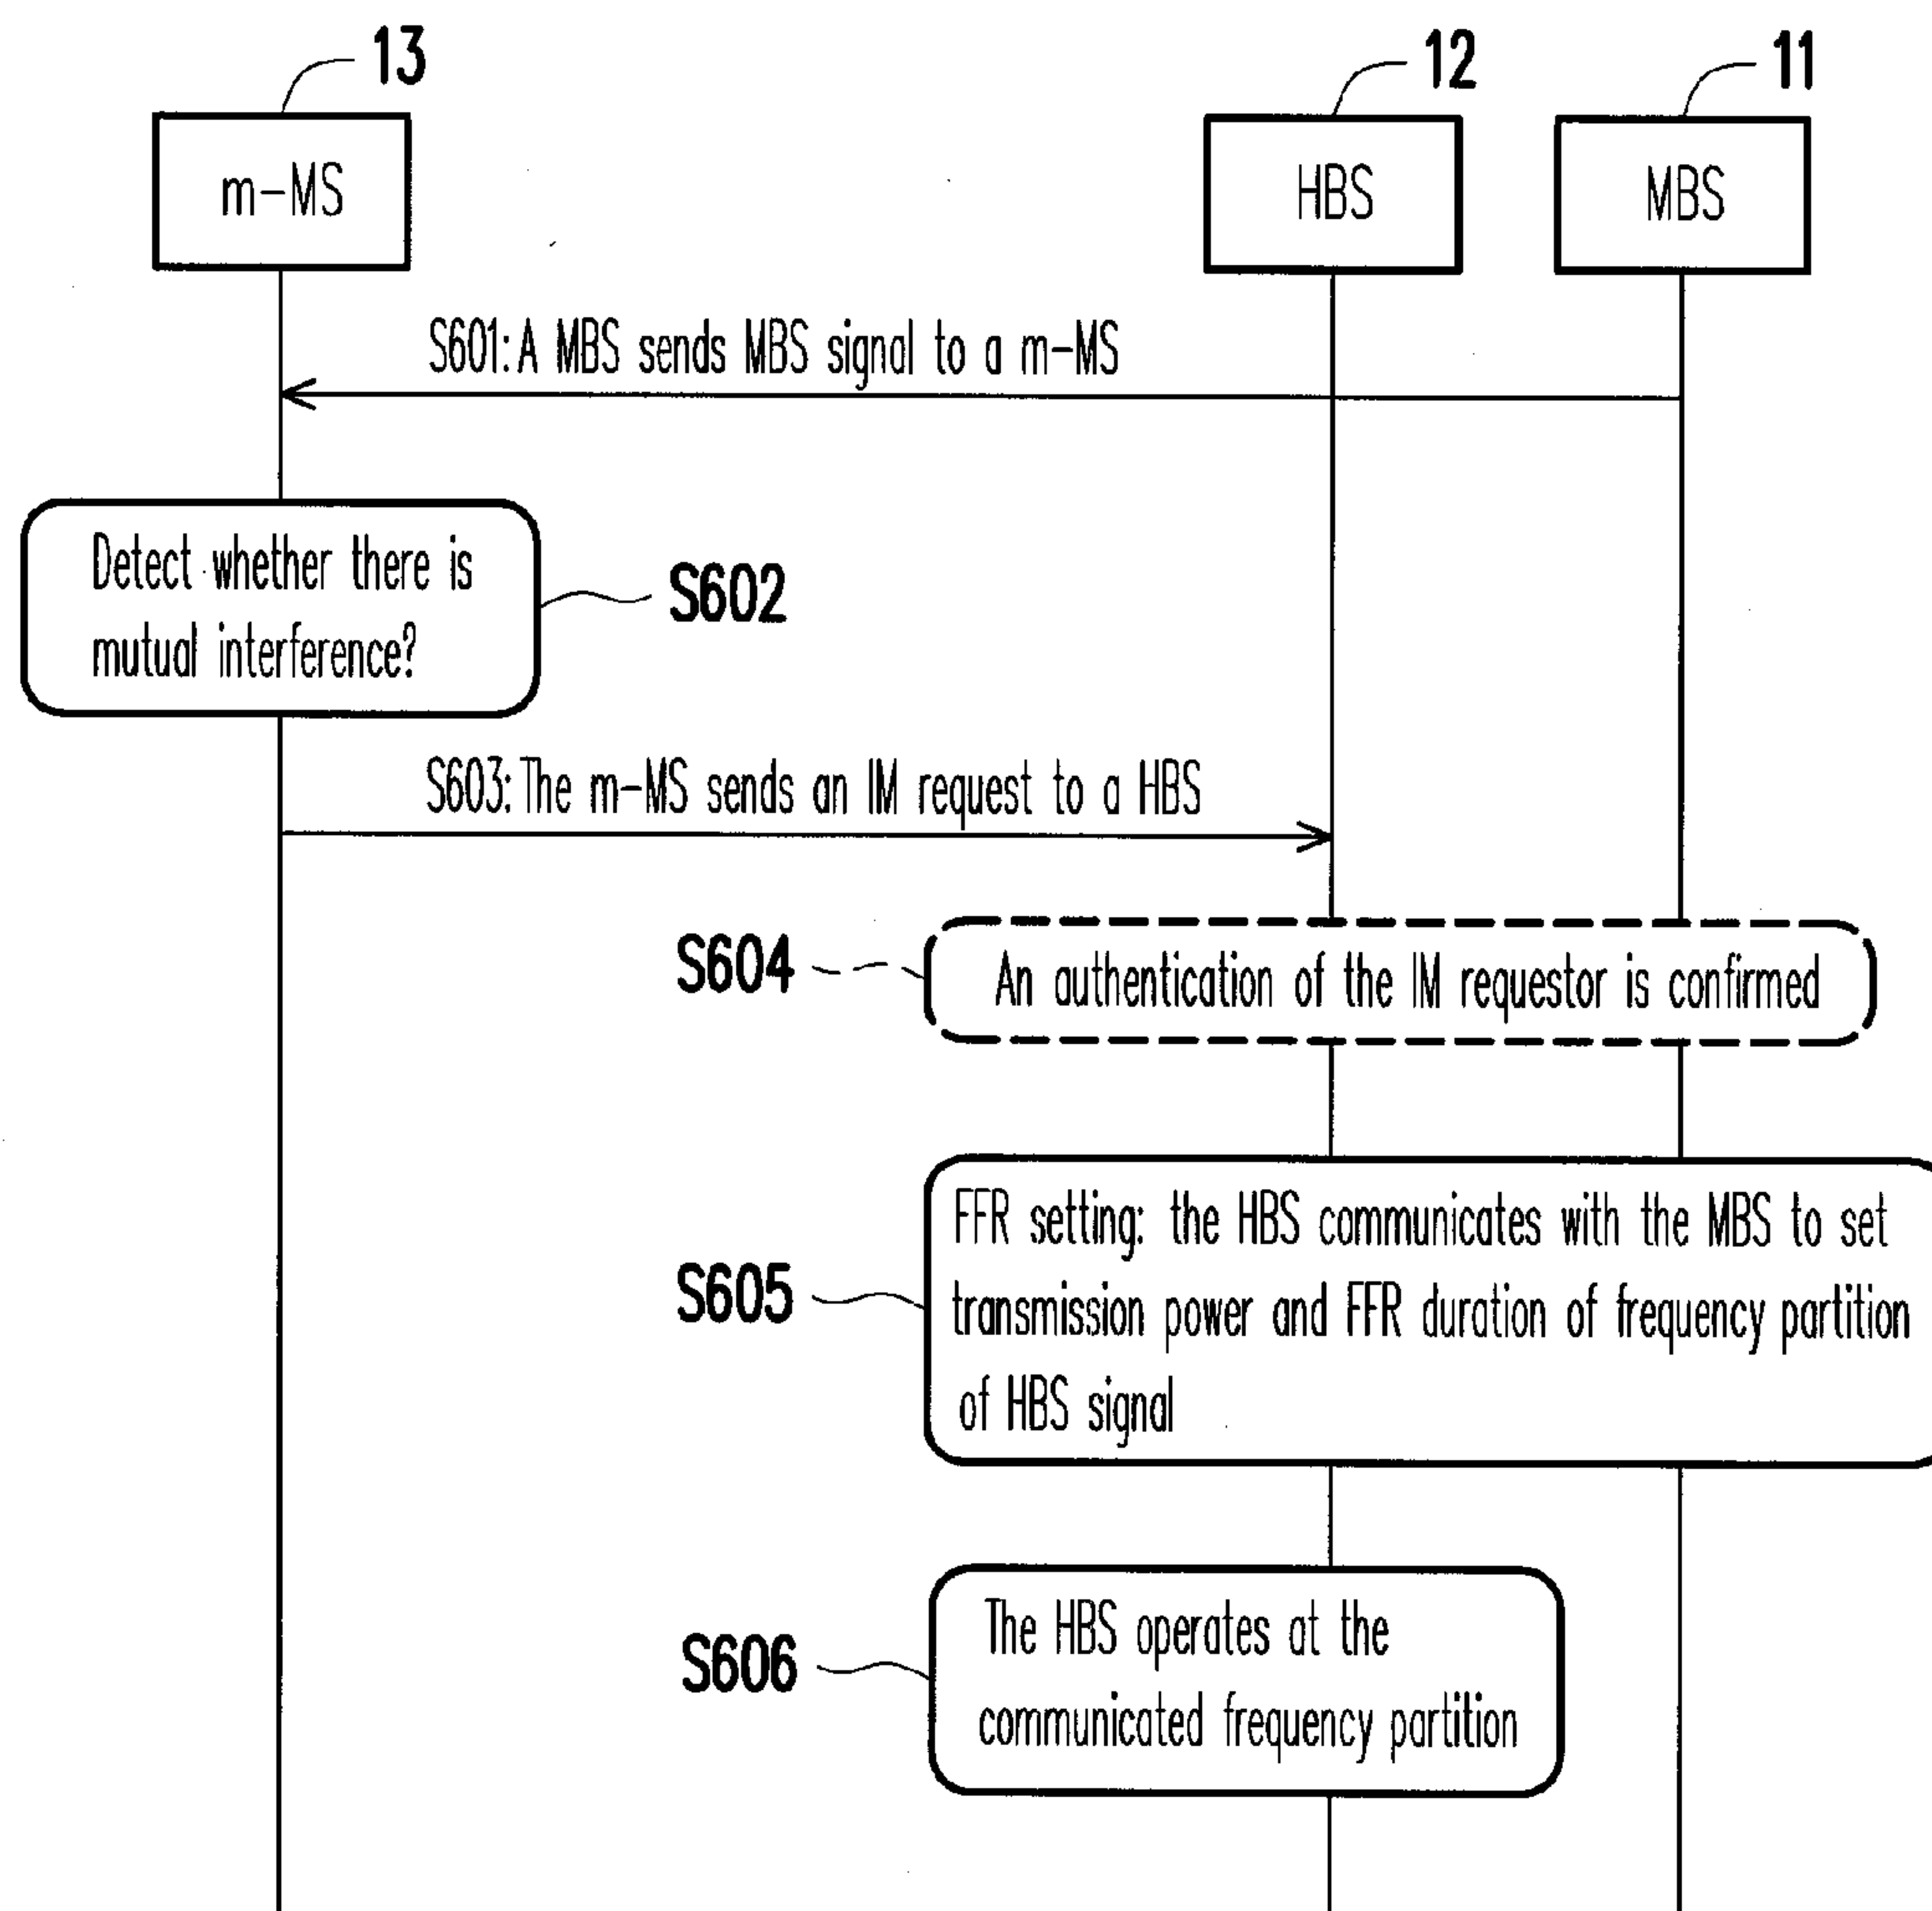 13
12
11
m-MS
HBS
MBS
S601: A MBS sends MBS signal to a m-MS
Detect whether there is
mutual interference?
S602
S603: The m-MS sends an IM request to a HBS
S604
An authentication of the IM requestor is confirmed
FFR setting: the HBS communicates with the MBS to set
transmission power and FFR duration of frequency partition
of HBS signal
S605
The HBS operates at the
communicated frequency partition
S606